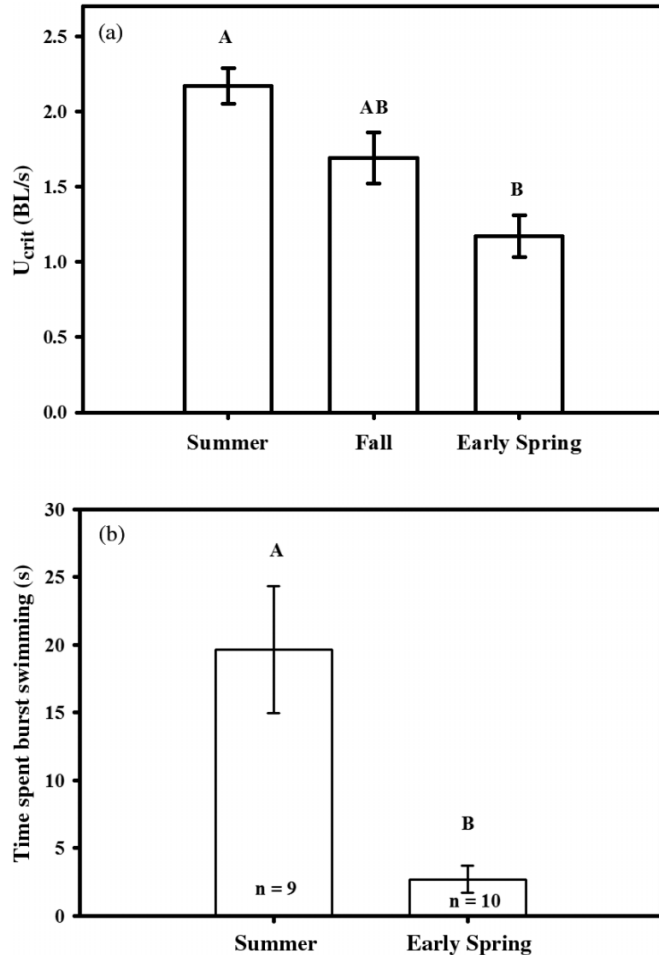 (a)
A
AB
B
2.5
2.0
1.5
1.0
0.5
0.0
U_crit (BL/s)
Summer Fall Early Spring
(b)
A
B
30
25
20
15
10
5
0
Time spent burst swimming (s)
n = 9
n = 10
Summer Early Spring